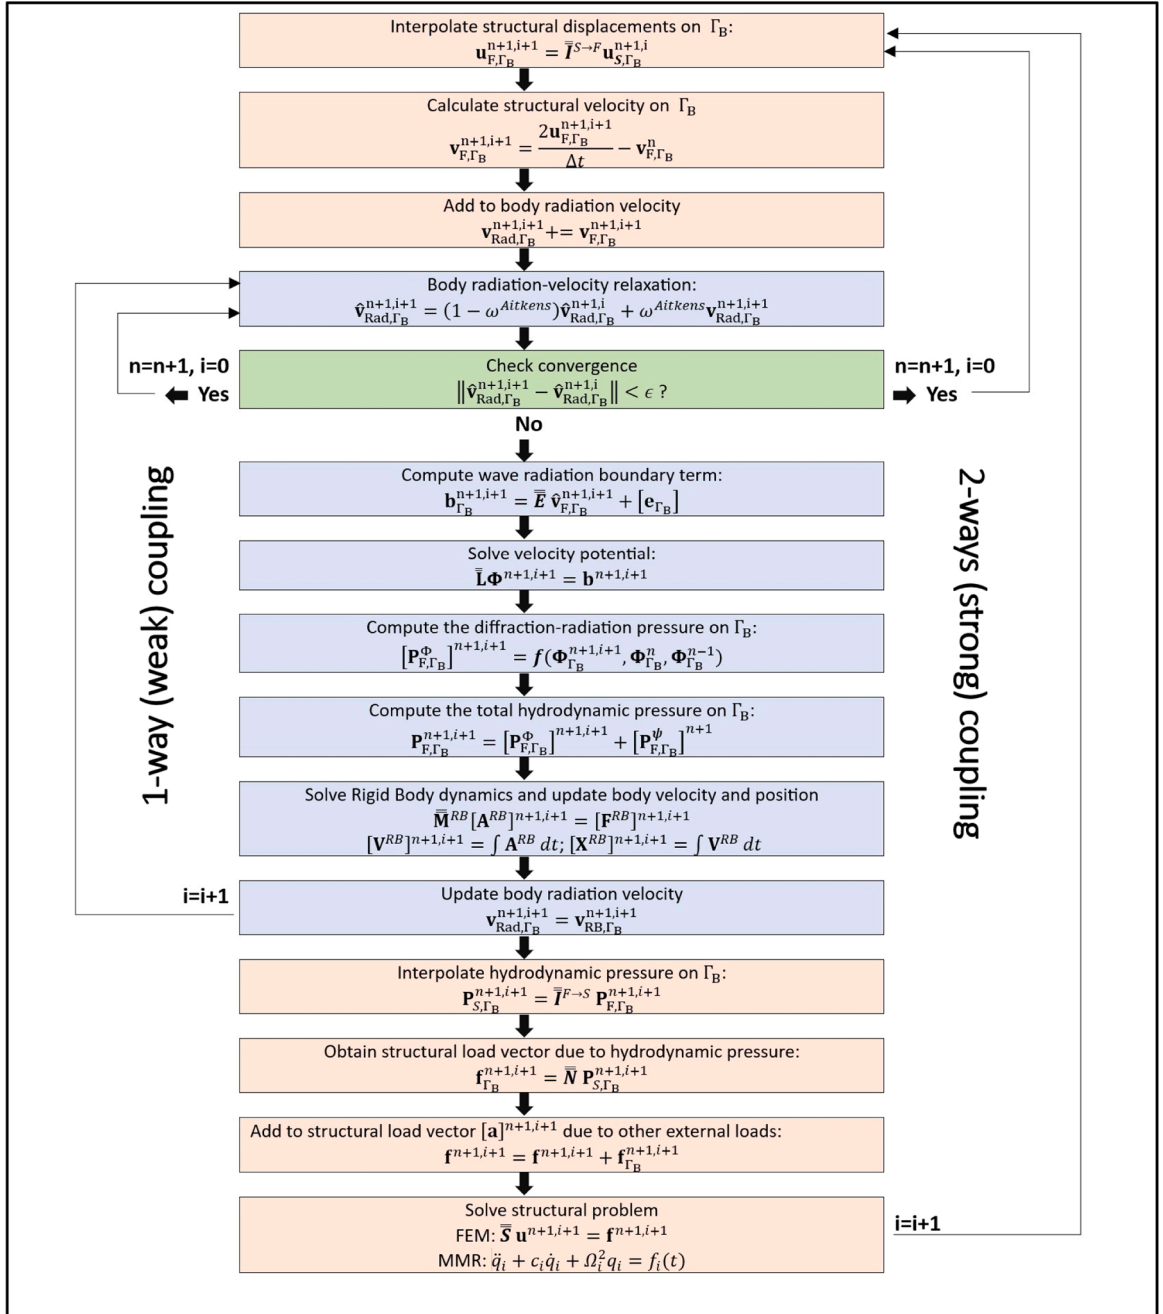 Interpolate structural displacements on Γ_B:
𝐮_{F,Γ_B}^{n+1,i+1} = I̿^{S→F} 𝐮_{S,Γ_B}^{n+1,i}
Calculate structural velocity on Γ_B
𝐯_{F,Γ_B}^{n+1,i+1} = 2𝐮_{F,Γ_B}^{n+1,i+1} / Δt − 𝐯_{F,Γ_B}^{n}
Add to body radiation velocity
𝐯_{Rad,Γ_B}^{n+1,i+1} += 𝐯_{F,Γ_B}^{n+1,i+1}
Body radiation-velocity relaxation:
𝐯̂_{Rad,Γ_B}^{n+1,i+1} = (1 − ω^{Aitkens})𝐯̂_{Rad,Γ_B}^{n+1,i} + ω^{Aitkens}𝐯_{Rad,Γ_B}^{n+1,i+1}
n=n+1, i=0
Yes
Check convergence
‖𝐯̂_{Rad,Γ_B}^{n+1,i+1} − 𝐯̂_{Rad,Γ_B}^{n+1,i}‖ < ϵ ?
n=n+1, i=0
Yes
No
1-way (weak) coupling
2-ways (strong) coupling
Compute wave radiation boundary term:
𝐛_{Γ_B}^{n+1,i+1} = E̿ 𝐯̂_{F,Γ_B}^{n+1,i+1} + [𝐞_{Γ_B}]
Solve velocity potential:
L̿𝚽^{n+1,i+1} = 𝐛^{n+1,i+1}
Compute the diffraction-radiation pressure on Γ_B:
[𝐏_{F,Γ_B}^{Φ}]^{n+1,i+1} = 𝒇(𝚽_{Γ_B}^{n+1,i+1}, 𝚽_{Γ_B}^{n}, 𝚽_{Γ_B}^{n−1})
Compute the total hydrodynamic pressure on Γ_B:
𝐏_{F,Γ_B}^{n+1,i+1} = [𝐏_{F,Γ_B}^{Φ}]^{n+1,i+1} + [𝐏_{F,Γ_B}^{ψ}]^{n+1}
Solve Rigid Body dynamics and update body velocity and position
M̿^{RB}[𝐀^{RB}]^{n+1,i+1} = [𝐅^{RB}]^{n+1,i+1}
[𝐕^{RB}]^{n+1,i+1} = ∫ 𝐀^{RB} dt; [𝐗^{RB}]^{n+1,i+1} = ∫ 𝐕^{RB} dt
i=i+1
Update body radiation velocity
𝐯_{Rad,Γ_B}^{n+1,i+1} = 𝐯_{RB,Γ_B}^{n+1,i+1}
Interpolate hydrodynamic pressure on Γ_B:
𝐏_{S,Γ_B}^{n+1,i+1} = I̿^{F→S} 𝐏_{F,Γ_B}^{n+1,i+1}
Obtain structural load vector due to hydrodynamic pressure:
𝐟_{Γ_B}^{n+1,i+1} = N̿ 𝐏_{S,Γ_B}^{n+1,i+1}
Add to structural load vector [𝐚]^{n+1,i+1} due to other external loads:
𝐟^{n+1,i+1} = 𝐟^{n+1,i+1} + 𝐟_{Γ_B}^{n+1,i+1}
Solve structural problem
FEM: S̿ 𝐮^{n+1,i+1} = 𝐟^{n+1,i+1}
MMR: q̈_i + c_i q̇_i + Ω_i^2 q_i = f_i(t)
i=i+1